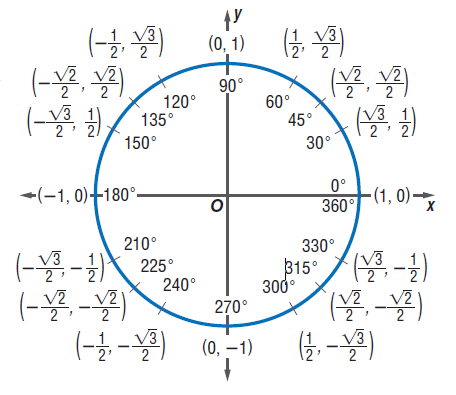 y
(-1/2, √3/2) (0, 1) (1/2, √3/2)
(-√2/2, √2/2) 90° (√2/2, √2/2)
120° 60°
(-√3/2, 1/2) 135° 45° (√3/2, 1/2)
150° 30°
(-1, 0) 180° 0° (1, 0) x
O 360°
210° 330°
(-√3/2, -1/2) 225° 315° (√3/2, -1/2)
240° 300°
(-√2/2, -√2/2) 270° (√2/2, -√2/2)
(-1/2, -√3/2) (0, -1) (1/2, -√3/2)